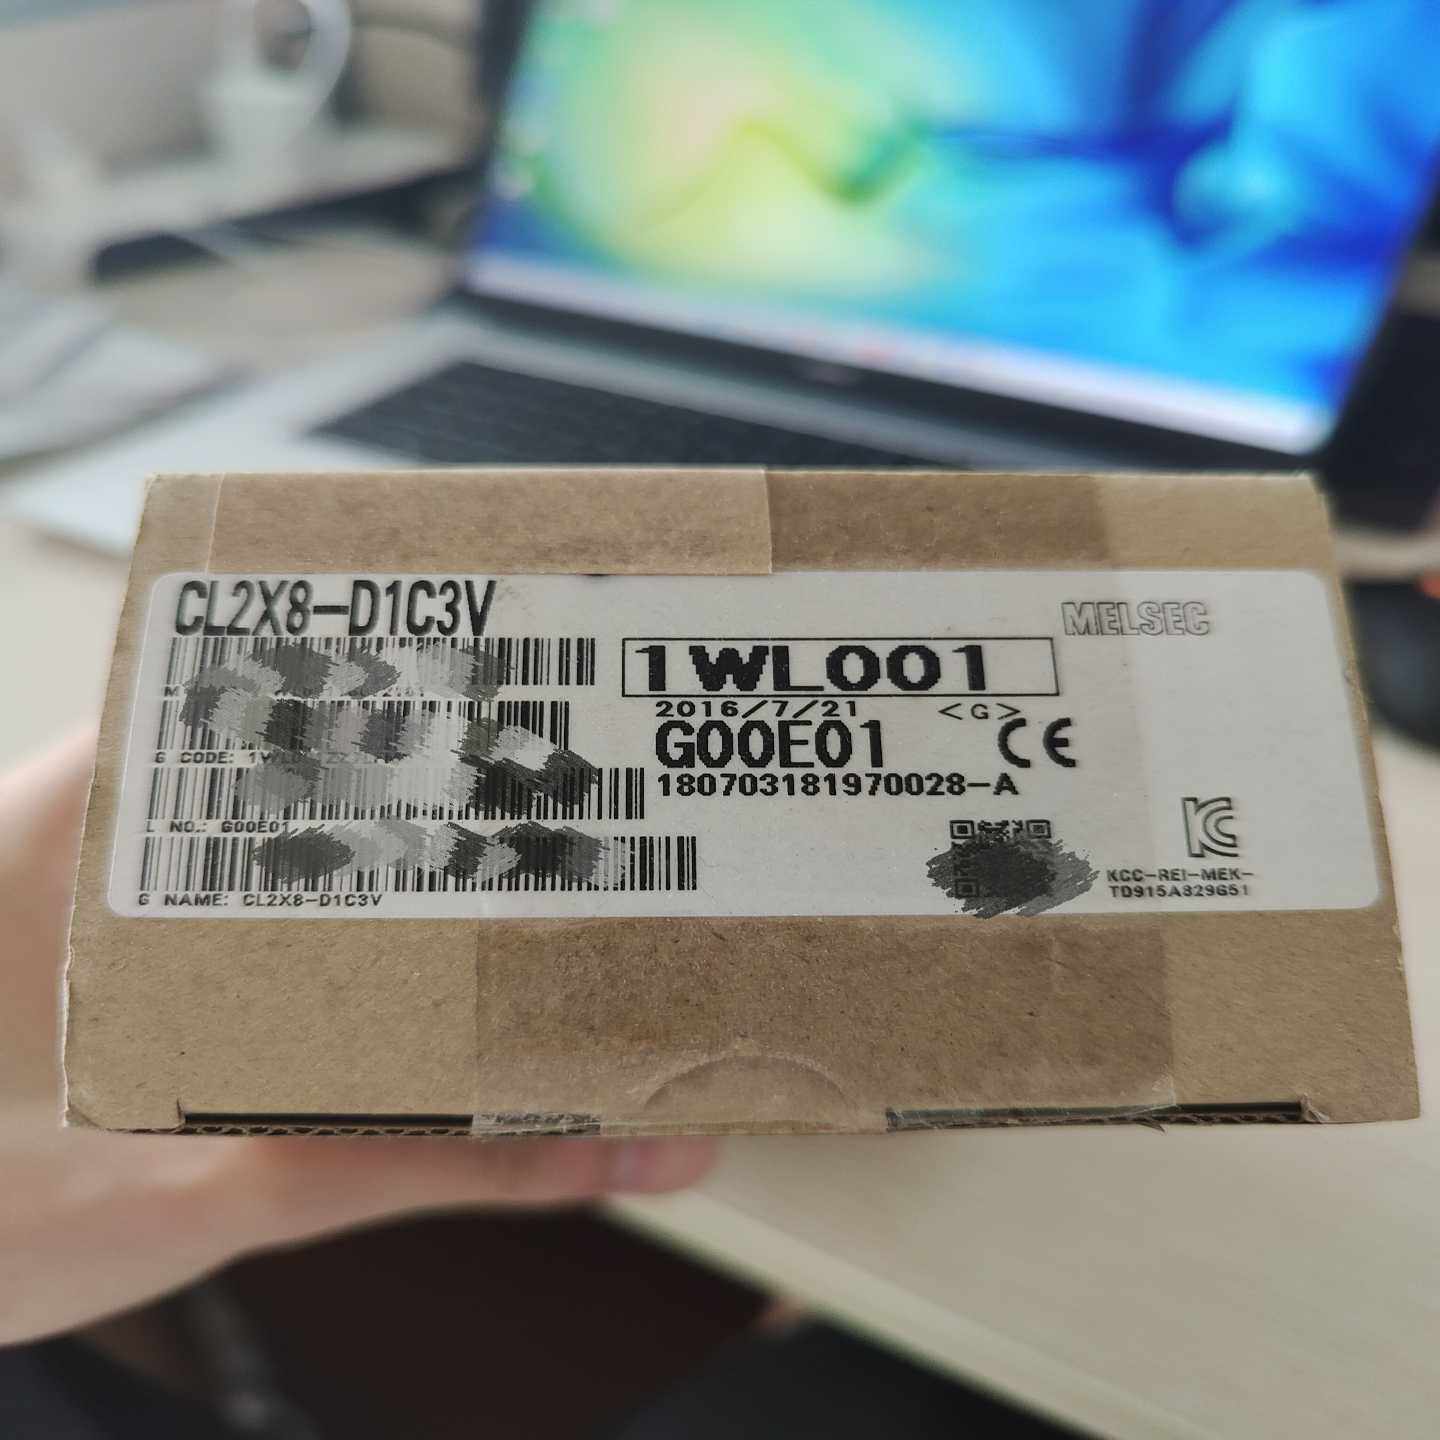 CL2X8-D1C3V
MELSEC
1WL001
2016/7/21 <G>
G00E01
CE
180703181970028-A
G CODE:
L NO.: G00E01
G NAME: CL2X8-D1C3V
KC
KCC-REI-MEK-
TD915A829G51